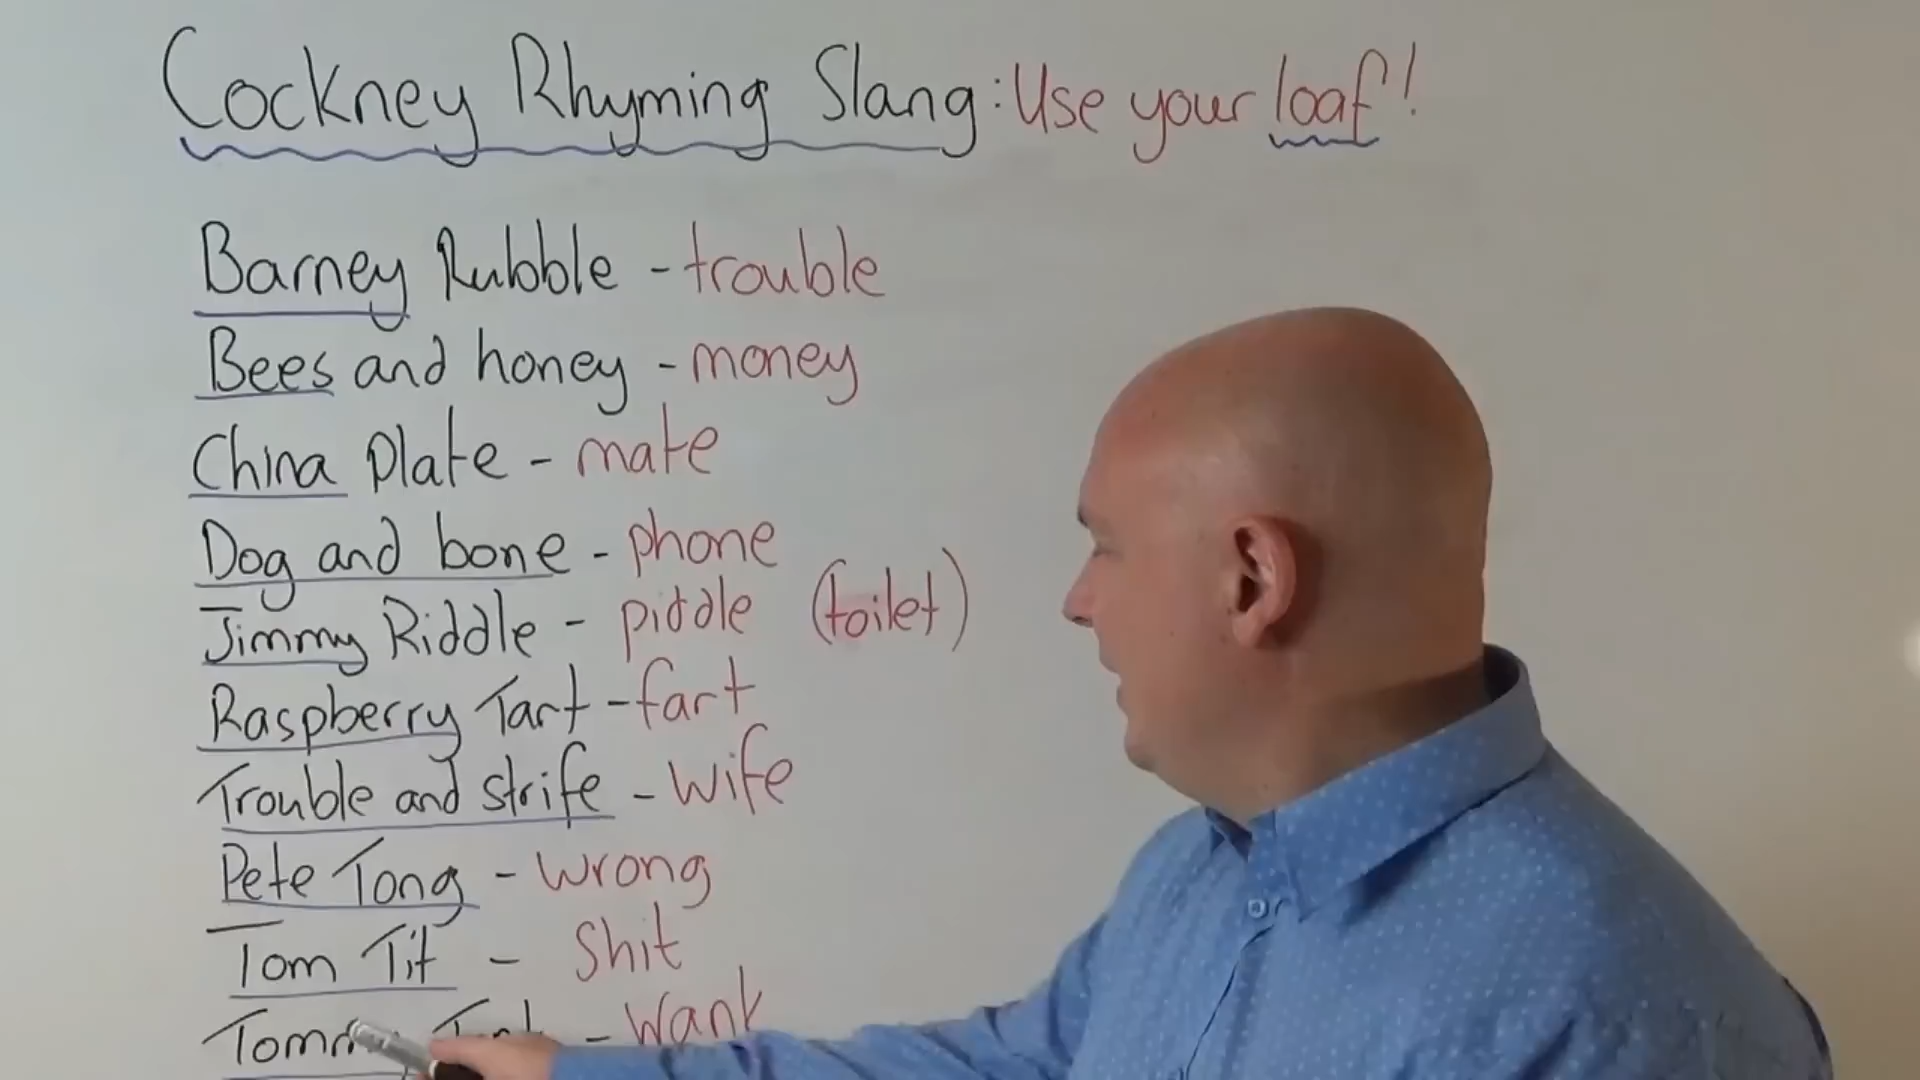 Cockney Rhyming Slang: Use your loaf!
Barney Rubble - trouble
Bees and honey - money
China Plate - mate
Dog and bone - phone
Jimmy Riddle - piddle (toilet)
Raspberry Tart - fart
Trouble and strife - wife
Pete Tong - wrong
Tom Tit - Shit
- Wank